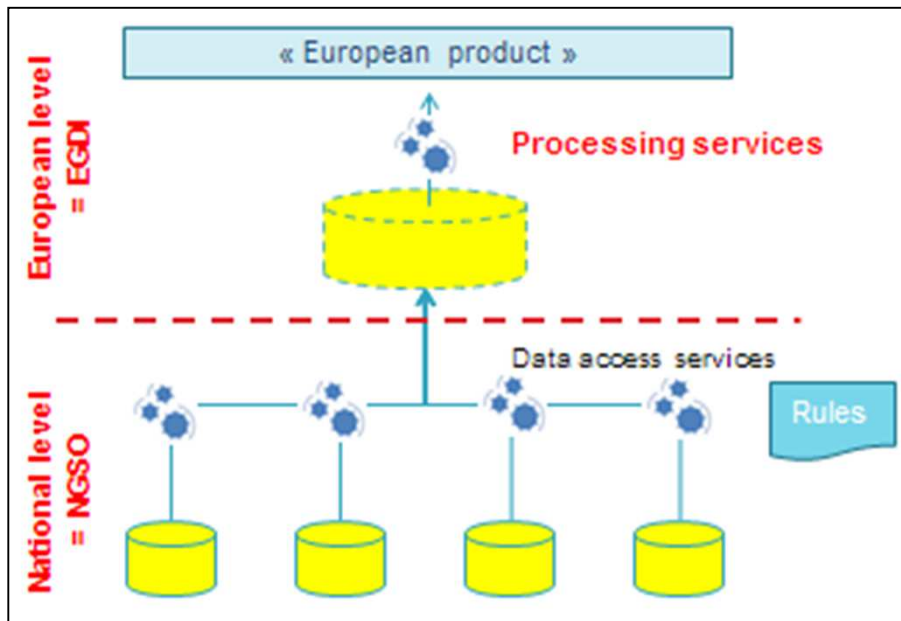 « European product »
European level
= EGDI
Processing services
Data access services
National level
= NGSO
Rules